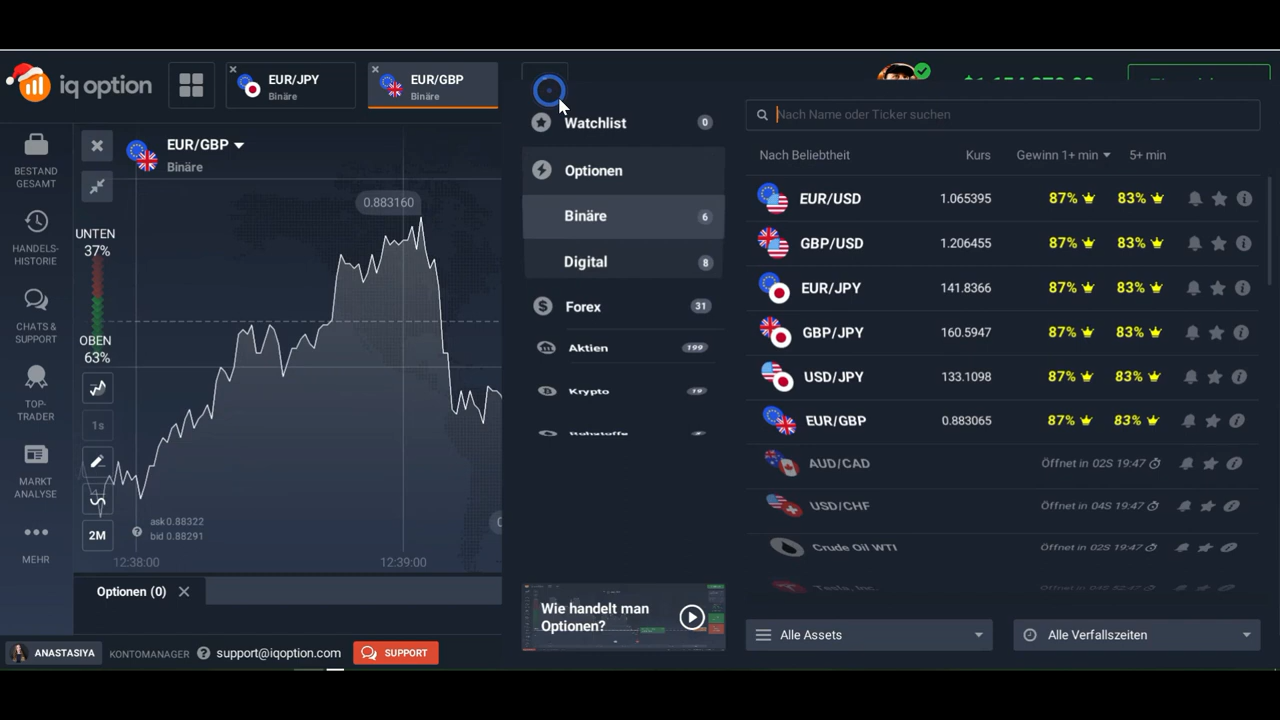 iq option
EUR/JPY
Binäre
EUR/GBP
Binäre
BESTAND
GESAMT
HANDELS-
HISTORIE
CHATS &
SUPPORT
TOP-
TRADER
MARKT
ANALYSE
MEHR
EUR/GBP
Binäre
UNTEN
37%
OBEN
63%
1s
2M
0.883160
ask 0.88322
bid 0.88291
12:38:00
12:39:00
Optionen (0)
ANASTASIYA
KONTOMANAGER
support@iqoption.com
SUPPORT
Watchlist 0
Optionen
Binäre 6
Digital 8
Forex 31
Aktien 199
Krypto 19
Wie handelt man
Optionen?
Nach Name oder Ticker suchen
Nach Beliebtheit Kurs Gewinn 1+ min 5+ min
EUR/USD 1.065395 87% 83%
GBP/USD 1.206455 87% 83%
EUR/JPY 141.8366 87% 83%
GBP/JPY 160.5947 87% 83%
USD/JPY 133.1098 87% 83%
EUR/GBP 0.883065 87% 83%
AUD/CAD Öffnet in 02S 19:47
USD/CHF Öffnet in 04S 19:47
Crude Oil WTI Öffnet in 02S 19:47
Alle Assets
Alle Verfallszeiten